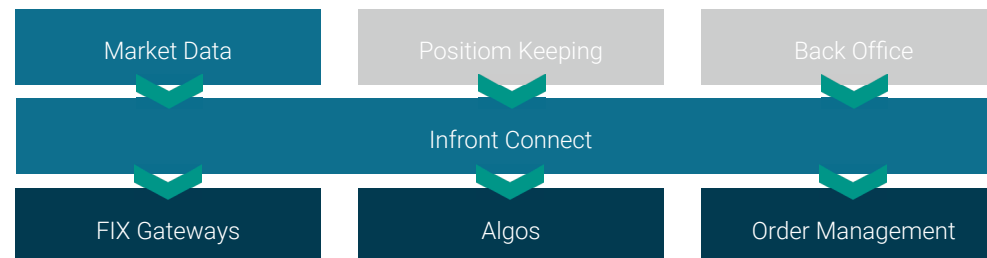 Market Data
Positiom Keeping
Back Office
Infront Connect
FIX Gateways
Algos
Order Management